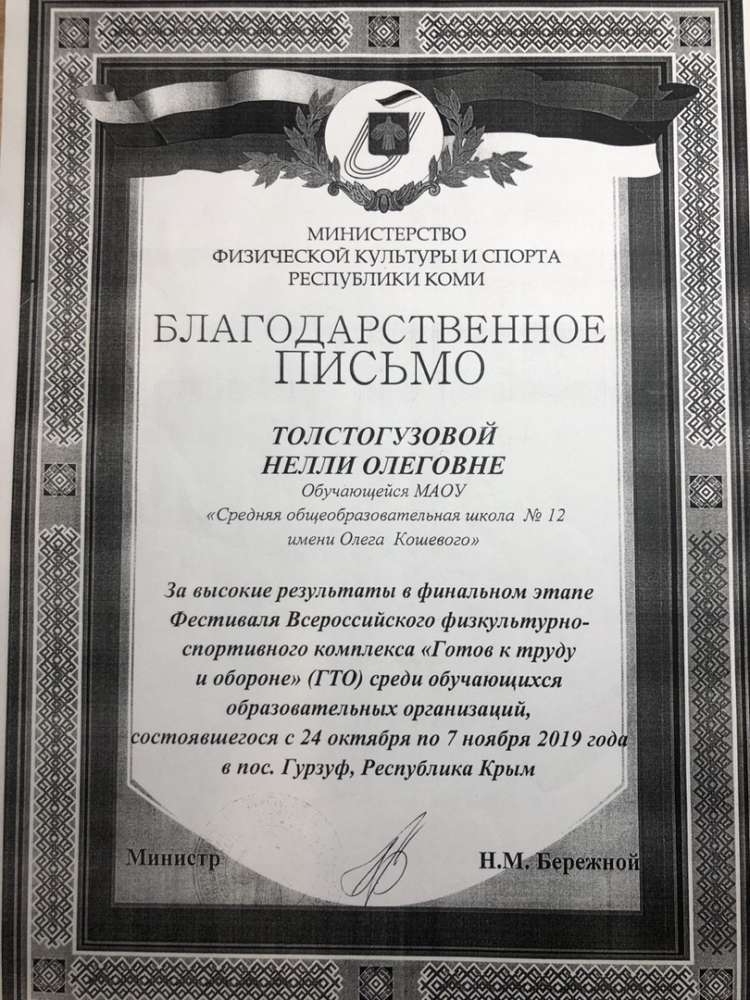 МИНИСТЕРСТВО
ФИЗИЧЕСКОЙ КУЛЬТУРЫ И СПОРТА
РЕСПУБЛИКИ КОМИ
БЛАГОДАРСТВЕННОЕ
ПИСЬМО
ТОЛСТОГУЗОВОЙ
НЕЛЛИ ОЛЕГОВНЕ
Обучающейся МАОУ
«Средняя общеобразовательная школа № 12
имени Олега Кошевого»
За высокие результаты в финальном этапе
Фестиваля Всероссийского физкультурно-
спортивного комплекса «Готов к труду
и обороне» (ГТО) среди обучающихся
образовательных организаций,
состоявшегося с 24 октября по 7 ноября 2019 года
в пос. Гурзуф, Республика Крым
Министр Н.М. Бережной